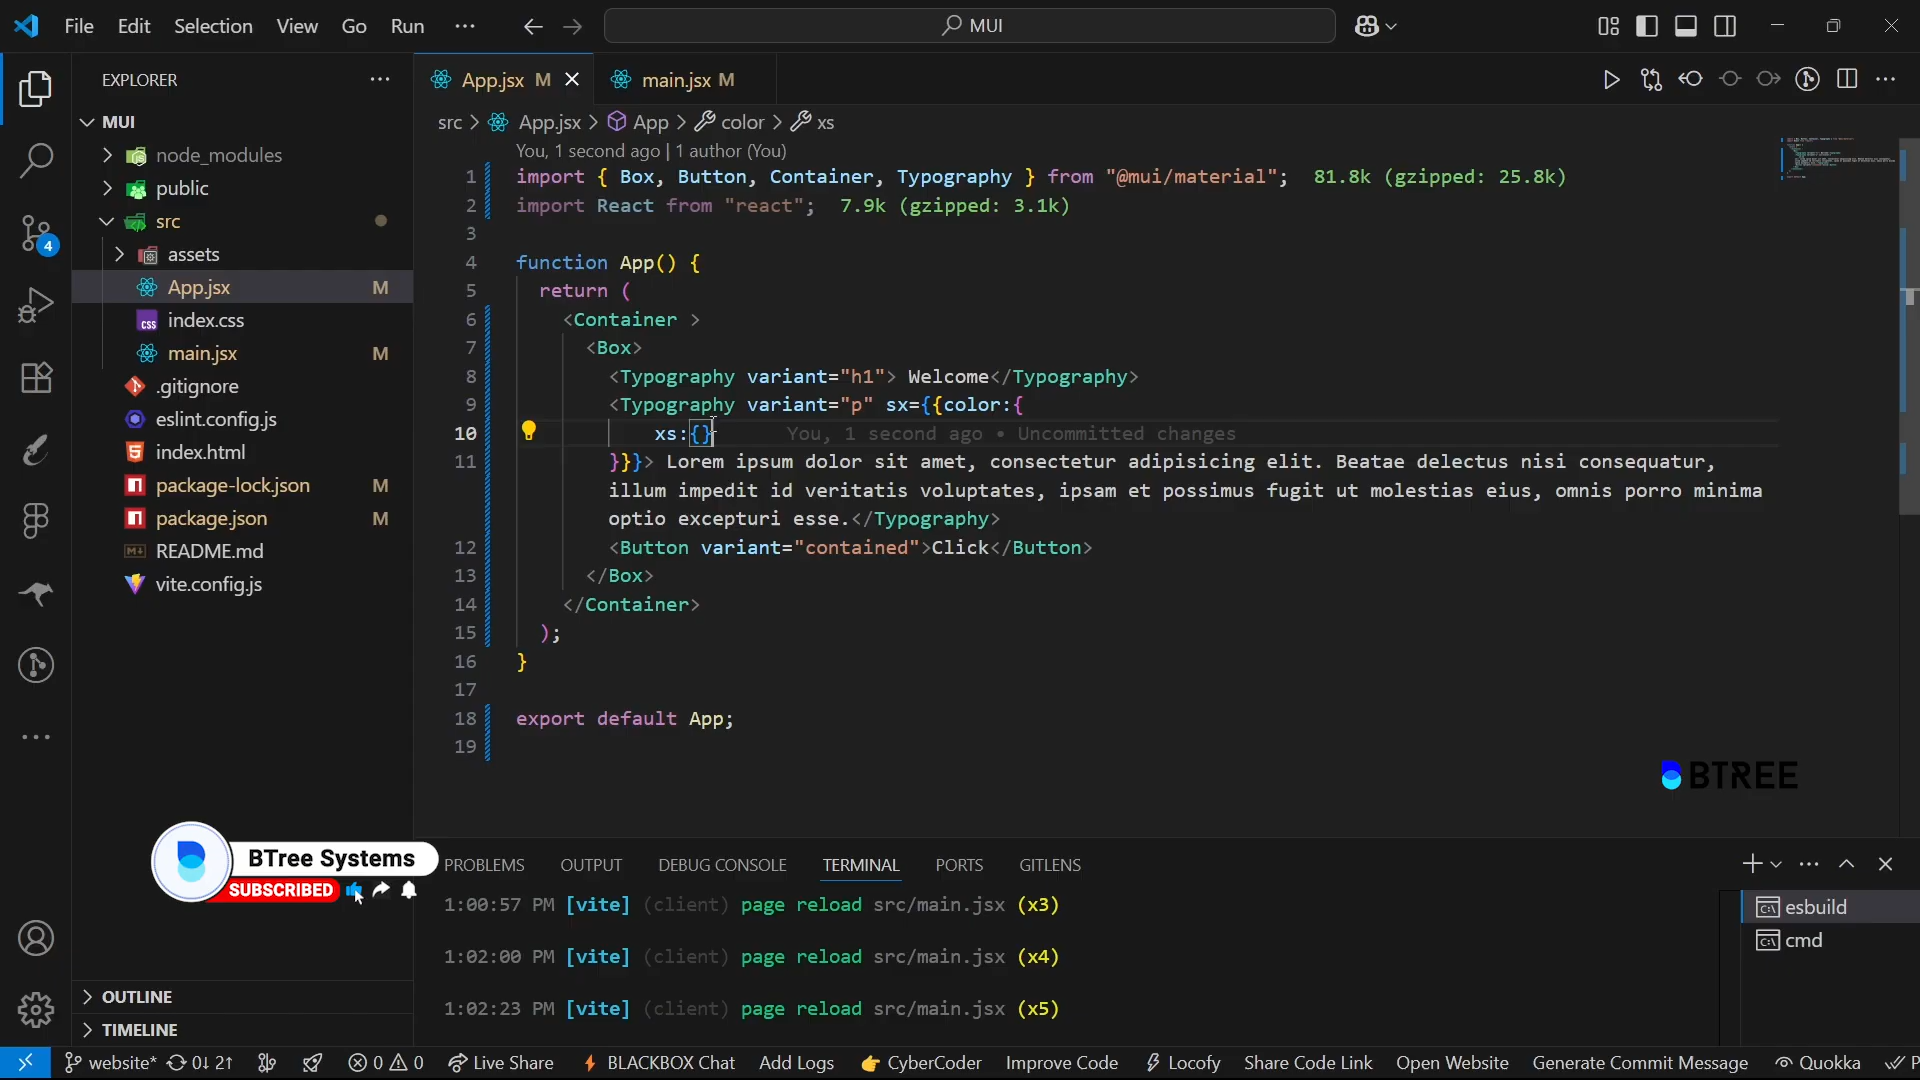 File Edit Selection View Go Run ··· MUI
EXPLORER ···
App.jsx M
main.jsx M
src > App.jsx > App > color > xs
MUI
node_modules
public
src
assets
App.jsx M
index.css
main.jsx M
.gitignore
eslint.config.js
index.html
package-lock.json M
package.json M
README.md
vite.config.js
4
You, 1 second ago | 1 author (You)
1 import { Box, Button, Container, Typography } from "@mui/material"; 81.8k (gzipped: 25.8k)
2 import React from "react"; 7.9k (gzipped: 3.1k)
3
4 function App() {
5 return (
6 <Container >
7 <Box>
8 <Typography variant="h1"> Welcome</Typography>
9 <Typography variant="p" sx={{color:{
10 xs:{} You, 1 second ago • Uncommitted changes
11 }}}> Lorem ipsum dolor sit amet, consectetur adipisicing elit. Beatae delectus nisi consequatur,
illum impedit id veritatis voluptates, ipsam et possimus fugit ut molestias eius, omnis porro minima
optio excepturi esse.</Typography>
12 <Button variant="contained">Click</Button>
13 </Box>
14 </Container>
15 );
16 }
17
18 export default App;
19
BTREE
BTree Systems
SUBSCRIBED
OUTLINE
TIMELINE
PROBLEMS OUTPUT DEBUG CONSOLE TERMINAL PORTS GITLENS
1:00:57 PM [vite] (client) page reload src/main.jsx (x3)
1:02:00 PM [vite] (client) page reload src/main.jsx (x4)
1:02:23 PM [vite] (client) page reload src/main.jsx (x5)
esbuild
cmd
website* 0↓ 2↑ 0 0 Live Share BLACKBOX Chat Add Logs CyberCoder Improve Code Locofy Share Code Link Open Website Generate Commit Message Quokka P